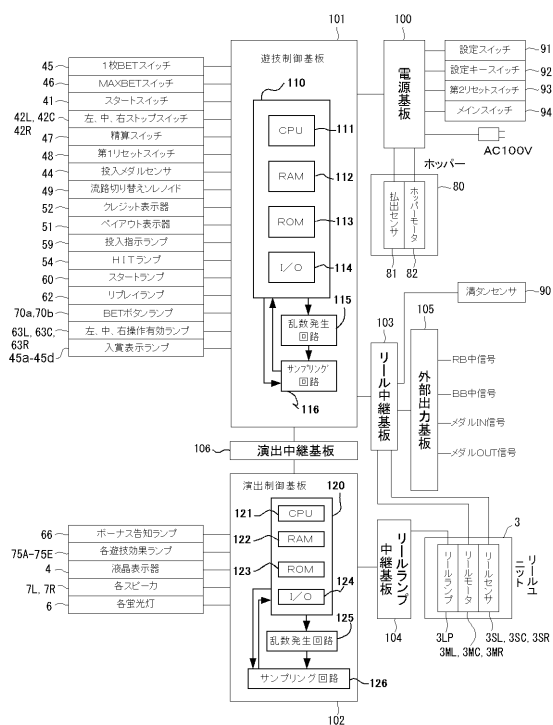 101
遊技制御基板
45
1枚BETスイッチ
46
MAXBETスイッチ
41
スタートスイッチ
42L, 42C
42R
左、中、右ストップスイッチ
47
精算スイッチ
48
第1リセットスイッチ
44
投入メダルセンサ
49
流路切り替えソレノイド
52
クレジット表示器
51
ペイアウト表示器
59
投入指示ランプ
54
HITランプ
60
スタートランプ
62
リプレイランプ
70a,70b
BETボタンランプ
63L, 63C,
63R
左、中、右操作有効ランプ
45a-45d
入賞表示ランプ
110
CPU
111
RAM
112
ROM
113
I/O
114
115
乱数発生
回路
サンプリング
回路
116
100
電源基板
設定スイッチ
91
設定キースイッチ
92
第2リセットスイッチ
93
メインスイッチ
94
AC100V
ホッパー
80
払出センサ
ホッパーモータ
81
82
満タンセンサ
90
103
リール中継基板
105
外部出力基板
RB中信号
BB中信号
メダルIN信号
メダルOUT信号
106
演出中継基板
演出制御基板
120
121
CPU
122
RAM
123
ROM
124
I/O
125
乱数発生回路
サンプリング回路
126
102
66
ボーナス告知ランプ
75A-75E
各遊技効果ランプ
4
液晶表示器
7L, 7R
各スピーカ
6
各蛍光灯
リールランプ
中継基板
104
3
リールユ
ニット
リールランプ
リールモータ
リールセンサ
3LP
3SL, 3SC, 3SR
3ML, 3MC, 3MR